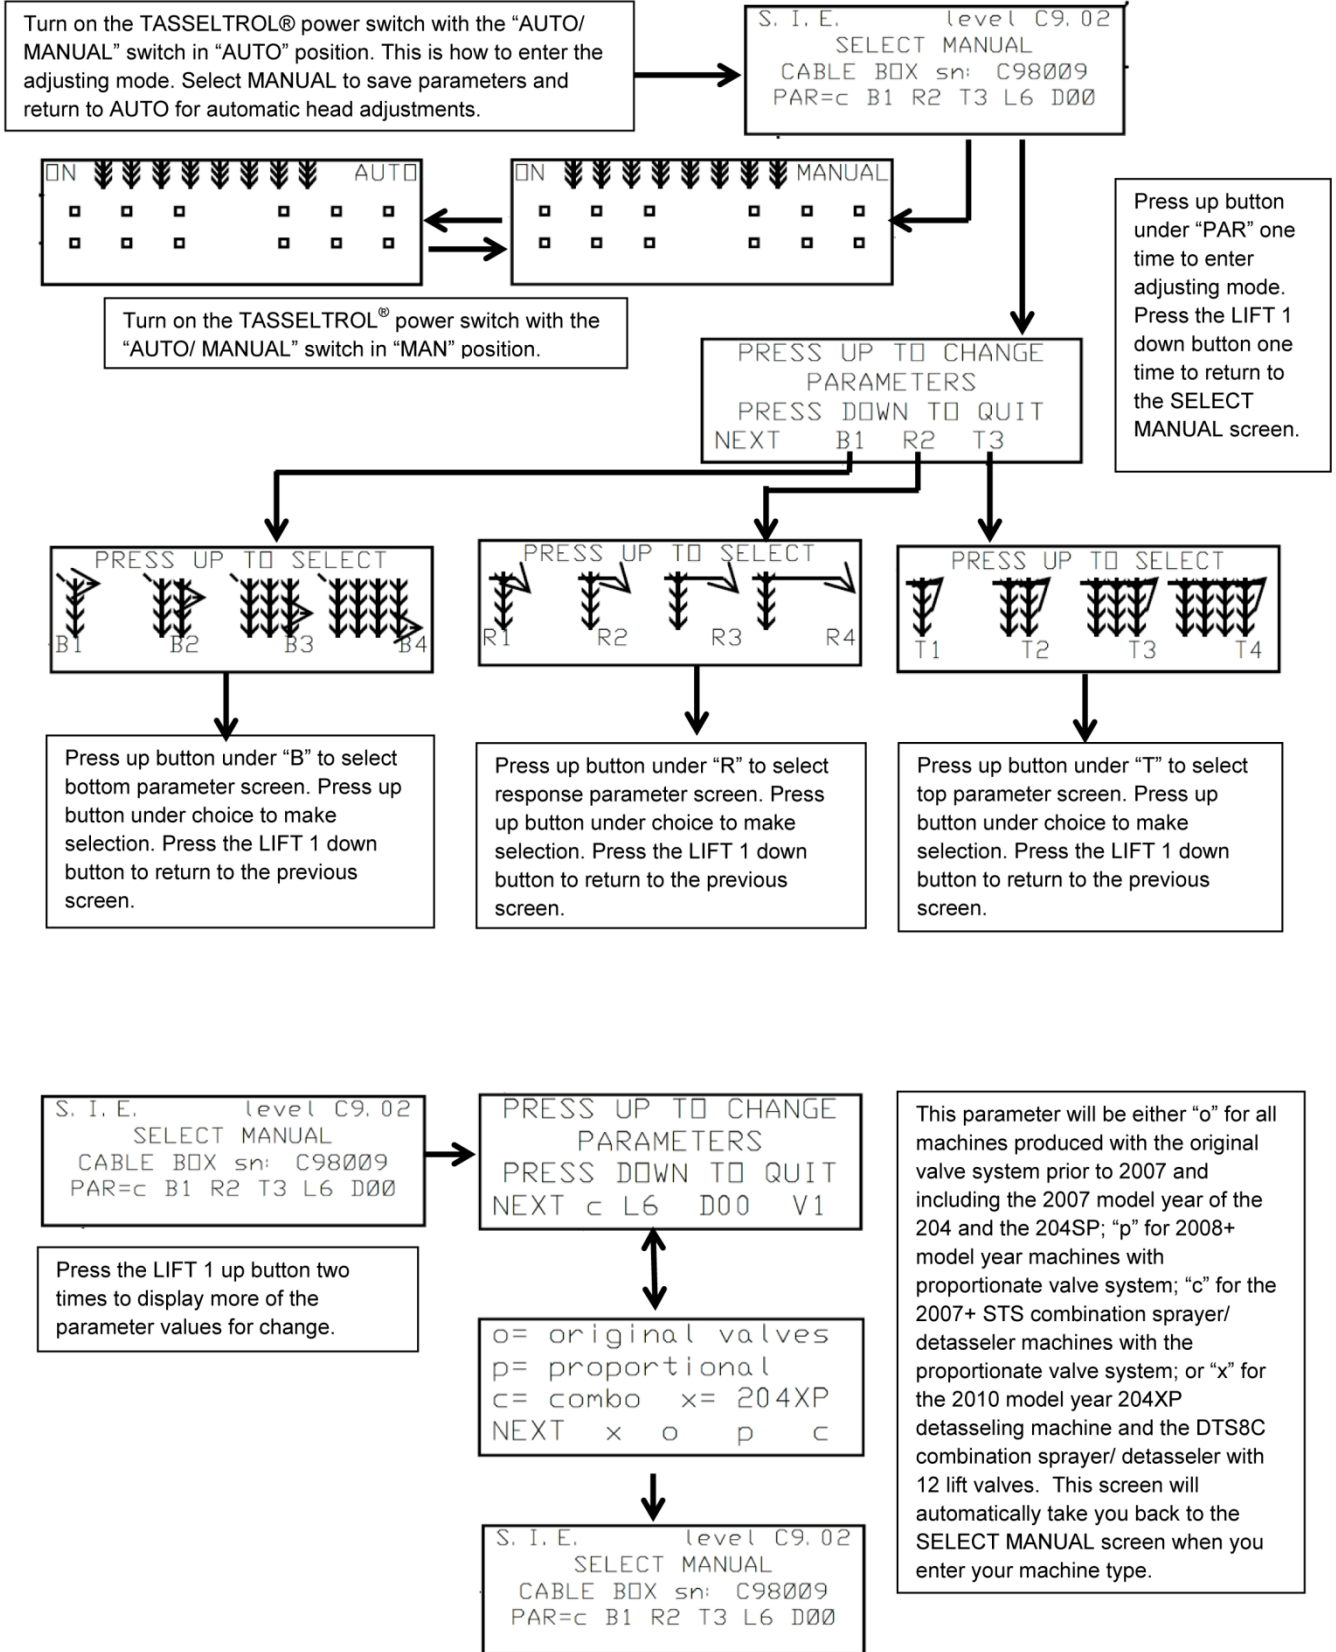 Turn on the TASSELTROL® power switch with the “AUTO/
MANUAL” switch in “AUTO” position. This is how to enter the
adjusting mode. Select MANUAL to save parameters and
return to AUTO for automatic head adjustments.
S. I. E. level C9.02
SELECT MANUAL
CABLE BOX sn: C98009
PAR=c B1 R2 T3 L6 D00
ON AUTO
ON MANUAL
Turn on the TASSELTROL® power switch with the
“AUTO/ MANUAL” switch in “MAN” position.
Press up button
under “PAR” one
time to enter
adjusting mode.
Press the LIFT 1
down button one
time to return to
the SELECT
MANUAL screen.
PRESS UP TO CHANGE
PARAMETERS
PRESS DOWN TO QUIT
NEXT B1 R2 T3
PRESS UP TO SELECT
B1 B2 B3 B4
PRESS UP TO SELECT
R1 R2 R3 R4
PRESS UP TO SELECT
T1 T2 T3 T4
Press up button under “B” to select
bottom parameter screen. Press up
button under choice to make
selection. Press the LIFT 1 down
button to return to the previous
screen.
Press up button under “R” to select
response parameter screen. Press
up button under choice to make
selection. Press the LIFT 1 down
button to return to the previous
screen.
Press up button under “T” to select
top parameter screen. Press up
button under choice to make
selection. Press the LIFT 1 down
button to return to the previous
screen.
S. I. E. level C9.02
SELECT MANUAL
CABLE BOX sn: C98009
PAR=c B1 R2 T3 L6 D00
Press the LIFT 1 up button two
times to display more of the
parameter values for change.
PRESS UP TO CHANGE
PARAMETERS
PRESS DOWN TO QUIT
NEXT c L6 D00 V1
o= original valves
p= proportional
c= combo x= 204XP
NEXT x o p c
S. I. E. level C9.02
SELECT MANUAL
CABLE BOX sn: C98009
PAR=c B1 R2 T3 L6 D00
This parameter will be either “o” for all
machines produced with the original
valve system prior to 2007 and
including the 2007 model year of the
204 and the 204SP; “p” for 2008+
model year machines with
proportionate valve system; “c” for the
2007+ STS combination sprayer/
detasseler machines with the
proportionate valve system; or “x” for
the 2010 model year 204XP
detasseling machine and the DTS8C
combination sprayer/ detasseler with
12 lift valves. This screen will
automatically take you back to the
SELECT MANUAL screen when you
enter your machine type.